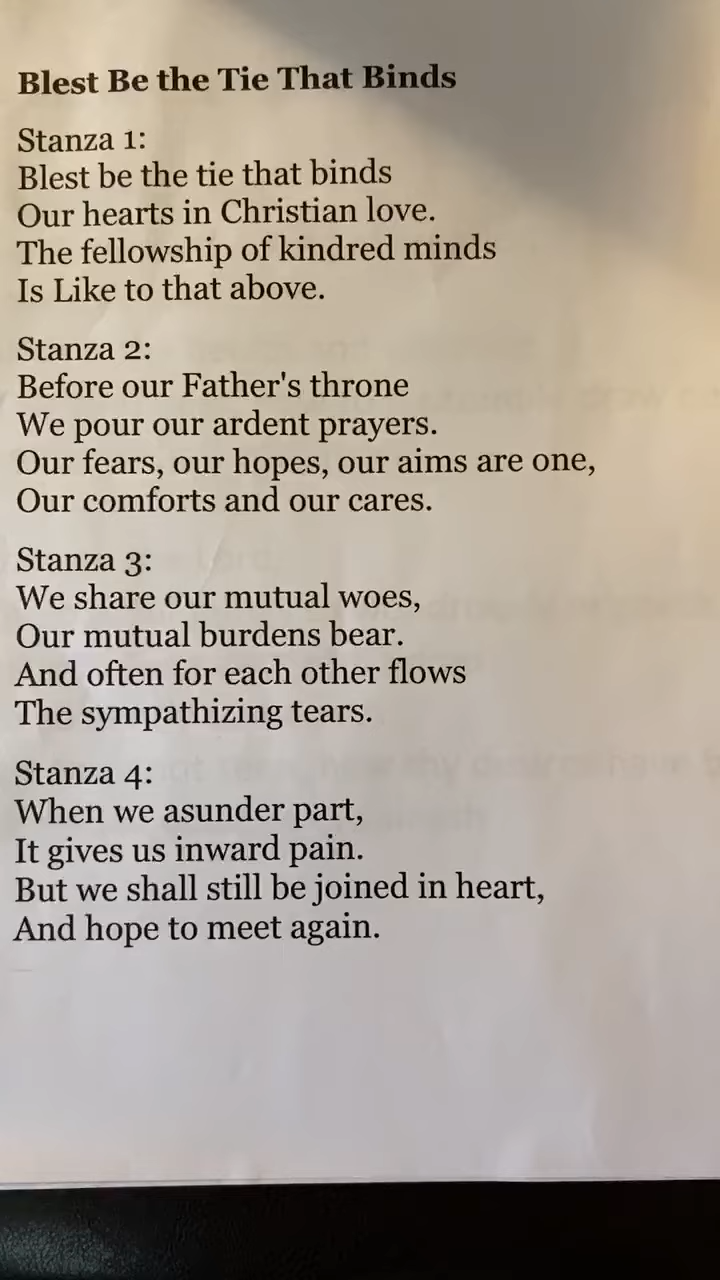 Blest Be the Tie That Binds
Stanza 1:
Blest be the tie that binds
Our hearts in Christian love.
The fellowship of kindred minds
Is Like to that above.
Stanza 2:
Before our Father's throne
We pour our ardent prayers.
Our fears, our hopes, our aims are one,
Our comforts and our cares.
Stanza 3:
We share our mutual woes,
Our mutual burdens bear.
And often for each other flows
The sympathizing tears.
Stanza 4:
When we asunder part,
It gives us inward pain.
But we shall still be joined in heart,
And hope to meet again.